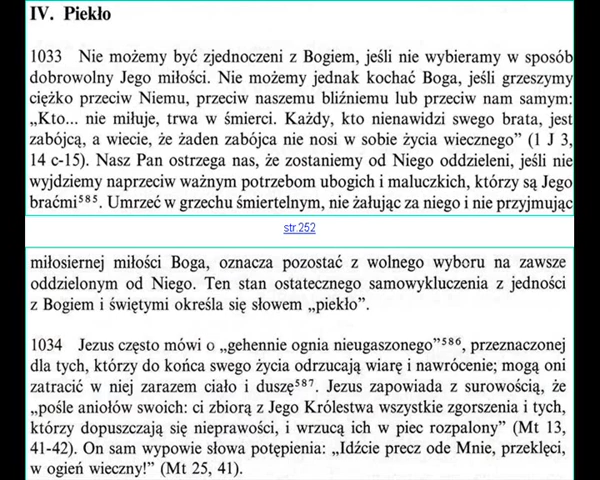 IV. Piekło
1033 Nie możemy być zjednoczeni z Bogiem, jeśli nie wybieramy w sposób
dobrowolny Jego miłości. Nie możemy jednak kochać Boga, jeśli grzeszymy
ciężko przeciw Niemu, przeciw naszemu bliźniemu lub przeciw nam samym:
„Kto... nie miłuje, trwa w śmierci. Każdy, kto nienawidzi swego brata, jest
zabójcą, a wiecie, że żaden zabójca nie nosi w sobie życia wiecznego” (1 J 3,
14 c-15). Nasz Pan ostrzega nas, że zostaniemy od Niego oddzieleni, jeśli nie
wyjdziemy naprzeciw ważnym potrzebom ubogich i maluczkich, którzy są Jego
braćmi⁵⁸⁵. Umrzeć w grzechu śmiertelnym, nie żałując za niego i nie przyjmując
str.252
miłosiernej miłości Boga, oznacza pozostać z wolnego wyboru na zawsze
oddzielonym od Niego. Ten stan ostatecznego samowykluczenia z jedności
z Bogiem i świętymi określa się słowem „piekło”.
1034 Jezus często mówi o „gehennie ognia nieugaszonego”⁵⁸⁶, przeznaczonej
dla tych, którzy do końca swego życia odrzucają wiarę i nawrócenie; mogą oni
zatracić w niej zarazem ciało i duszę⁵⁸⁷. Jezus zapowiada z surowością, że
„pośle aniołów swoich: ci zbiorą z Jego Królestwa wszystkie zgorszenia i tych,
którzy dopuszczają się nieprawości, i wrzucą ich w piec rozpalony” (Mt 13,
41-42). On sam wypowie słowa potępienia: „Idźcie precz ode Mnie, przeklęci,
w ogień wieczny!” (Mt 25, 41).